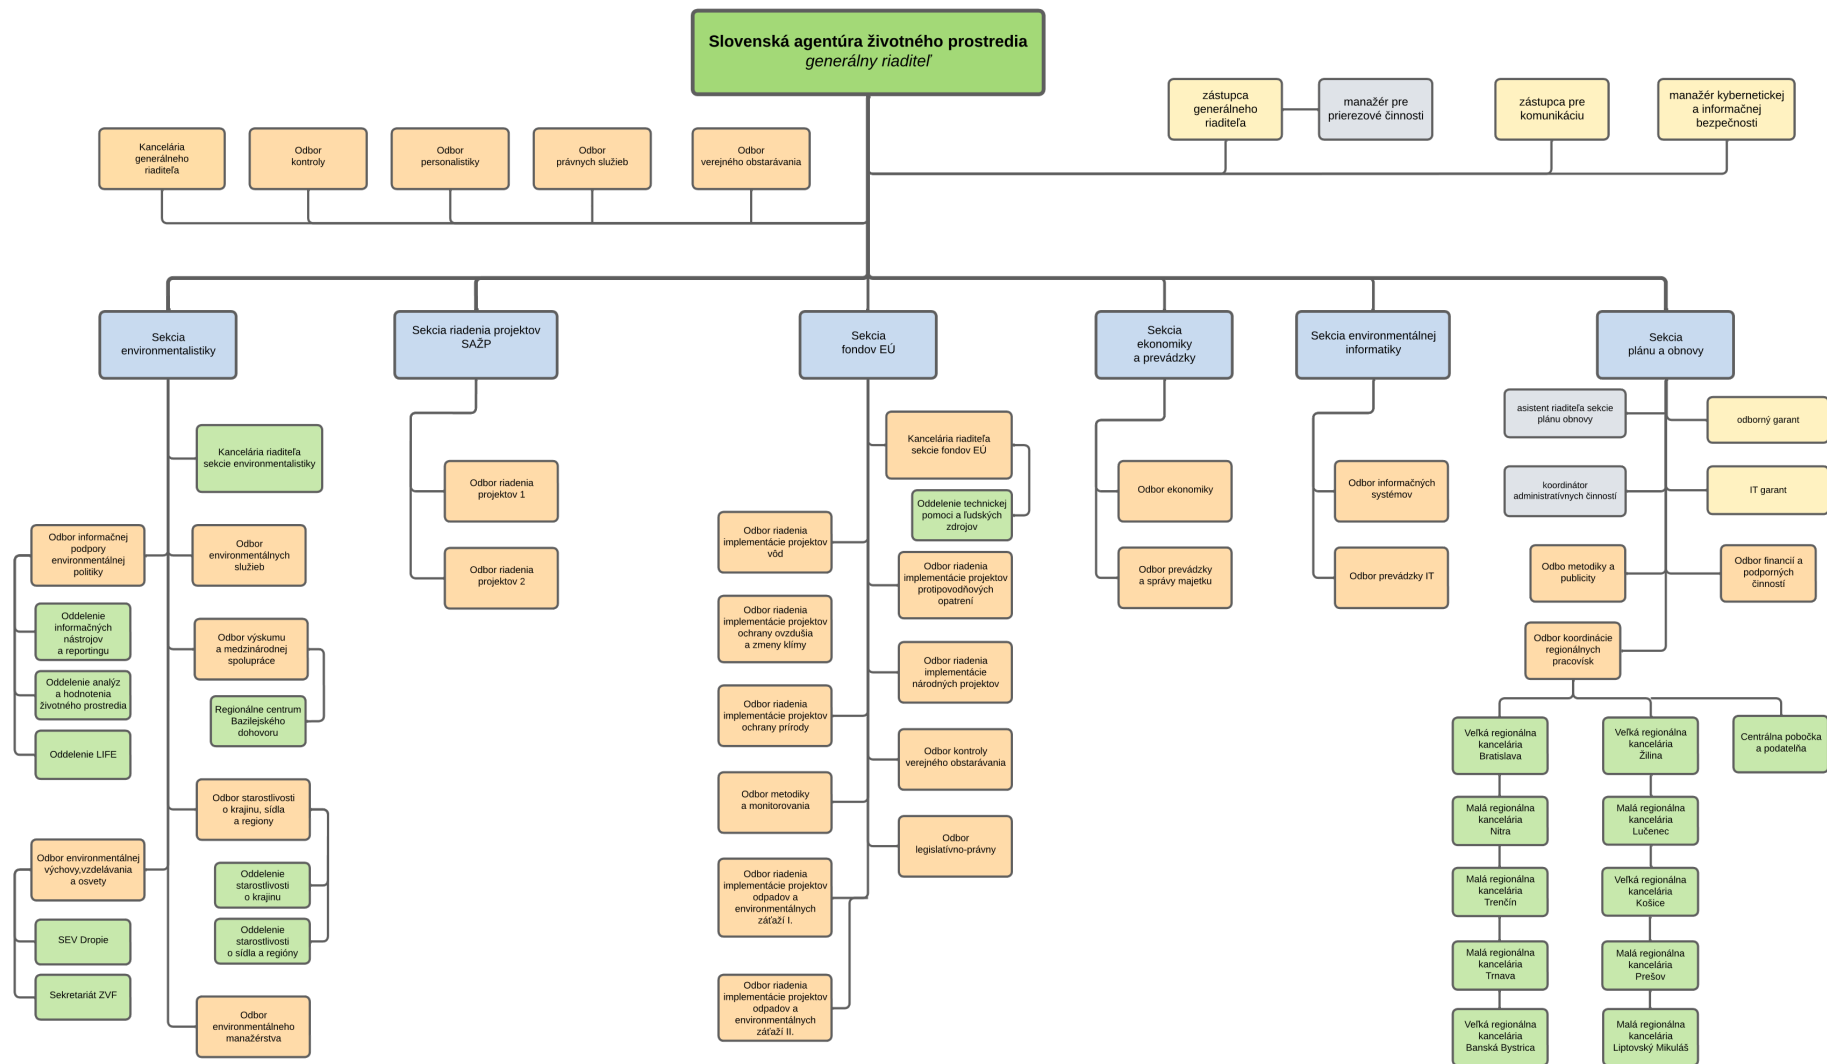 Slovenská agentúra životného prostredia
generálny riaditeľ
zástupca
generálneho
riaditeľa
manažér pre
prierezové činnosti
zástupca pre
komunikáciu
manažér kybernetickej
a informačnej
bezpečnosti
Kancelária
generálneho
riaditeľa
Odbor
kontroly
Odbor
personalistiky
Odbor
právnych služieb
Odbor
verejného obstarávania
Sekcia
environmentalistiky
Sekcia riadenia projektov
SAŽP
Sekcia
fondov EÚ
Sekcia
ekonomiky
a prevádzky
Sekcia environmentálnej
informatiky
Sekcia
plánu a obnovy
Kancelária riaditeľa
sekcie environmentalistiky
Odbor informačnej
podpory
environmentálnej
politiky
Odbor
environmentálnych
služieb
Oddelenie
informačných
nástrojov
a reportingu
Oddelenie analýz
a hodnotenia
životného prostredia
Oddelenie LIFE
Odbor výskumu
a medzinárodnej
spolupráce
Regionálne centrum
Bazilejského
dohovoru
Odbor starostlivosti
o krajinu, sídla
a regiony
Odbor environmentálnej
výchovy,vzdelávania
a osvety
Oddelenie
starostlivosti
o krajinu
Oddelenie
starostlivosti
o sídla a regióny
SEV Dropie
Sekretariát ZVF
Odbor
environmentálneho
manažérstva
Odbor riadenia
projektov 1
Odbor riadenia
projektov 2
Kancelária riaditeľa
sekcie fondov EÚ
Oddelenie technickej
pomoci a ľudských
zdrojov
Odbor riadenia
implementácie projektov
vôd
Odbor riadenia
implementácie projektov
protipovodňových
opatrení
Odbor riadenia
implementácie projektov
ochrany ovzdušia
a zmeny klímy
Odbor riadenia
implementácie
národných projektov
Odbor riadenia
implementácie projektov
ochrany prírody
Odbor kontroly
verejného obstarávania
Odbor metodiky
a monitorovania
Odbor
legislatívno-právny
Odbor riadenia
implementácie projektov
odpadov a
environmentálnych
záťaží I.
Odbor riadenia
implementácie projektov
odpadov a
environmentálnych
záťaží II.
Odbor ekonomiky
Odbor prevádzky
a správy majetku
Odbor informačných
systémov
Odbor prevádzky IT
asistent riaditeľa sekcie
plánu obnovy
odborný garant
koordinátor
administratívnych činností
IT garant
Odbo metodiky a
publicity
Odbor financií a
podporných
činností
Odbor koordinácie
regionálnych
pracovísk
Veľká regionálna
kancelária
Bratislava
Veľká regionálna
kancelária
Žilina
Centrálna pobočka
a podateľňa
Malá regionálna
kancelária
Nitra
Malá regionálna
kancelária
Lučenec
Malá regionálna
kancelária
Trenčín
Veľká regionálna
kancelária
Košice
Malá regionálna
kancelária
Trnava
Malá regionálna
kancelária
Prešov
Veľká regionálna
kancelária
Banská Bystrica
Malá regionálna
kancelária
Liptovský Mikuláš